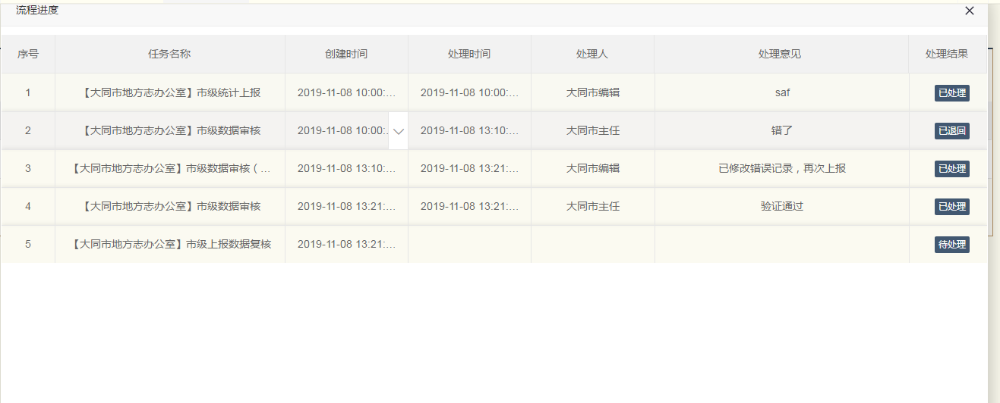 流程进度
序号 任务名称 创建时间 处理时间 处理人 处理意见 处理结果
1 【大同市地方志办公室】市级统计上报 2019-11-08 10:00:... 2019-11-08 10:00:... 大同市编辑 saf 已处理
2 【大同市地方志办公室】市级数据审核 2019-11-08 10:00:. 2019-11-08 13:10:... 大同市主任 错了 已退回
3 【大同市地方志办公室】市级数据审核（... 2019-11-08 13:10:... 2019-11-08 13:21:... 大同市编辑 已修改错误记录，再次上报 已处理
4 【大同市地方志办公室】市级数据审核 2019-11-08 13:21:... 2019-11-08 13:21:... 大同市主任 验证通过 已处理
5 【大同市地方志办公室】市级上报数据复核 2019-11-08 13:21:... 待处理